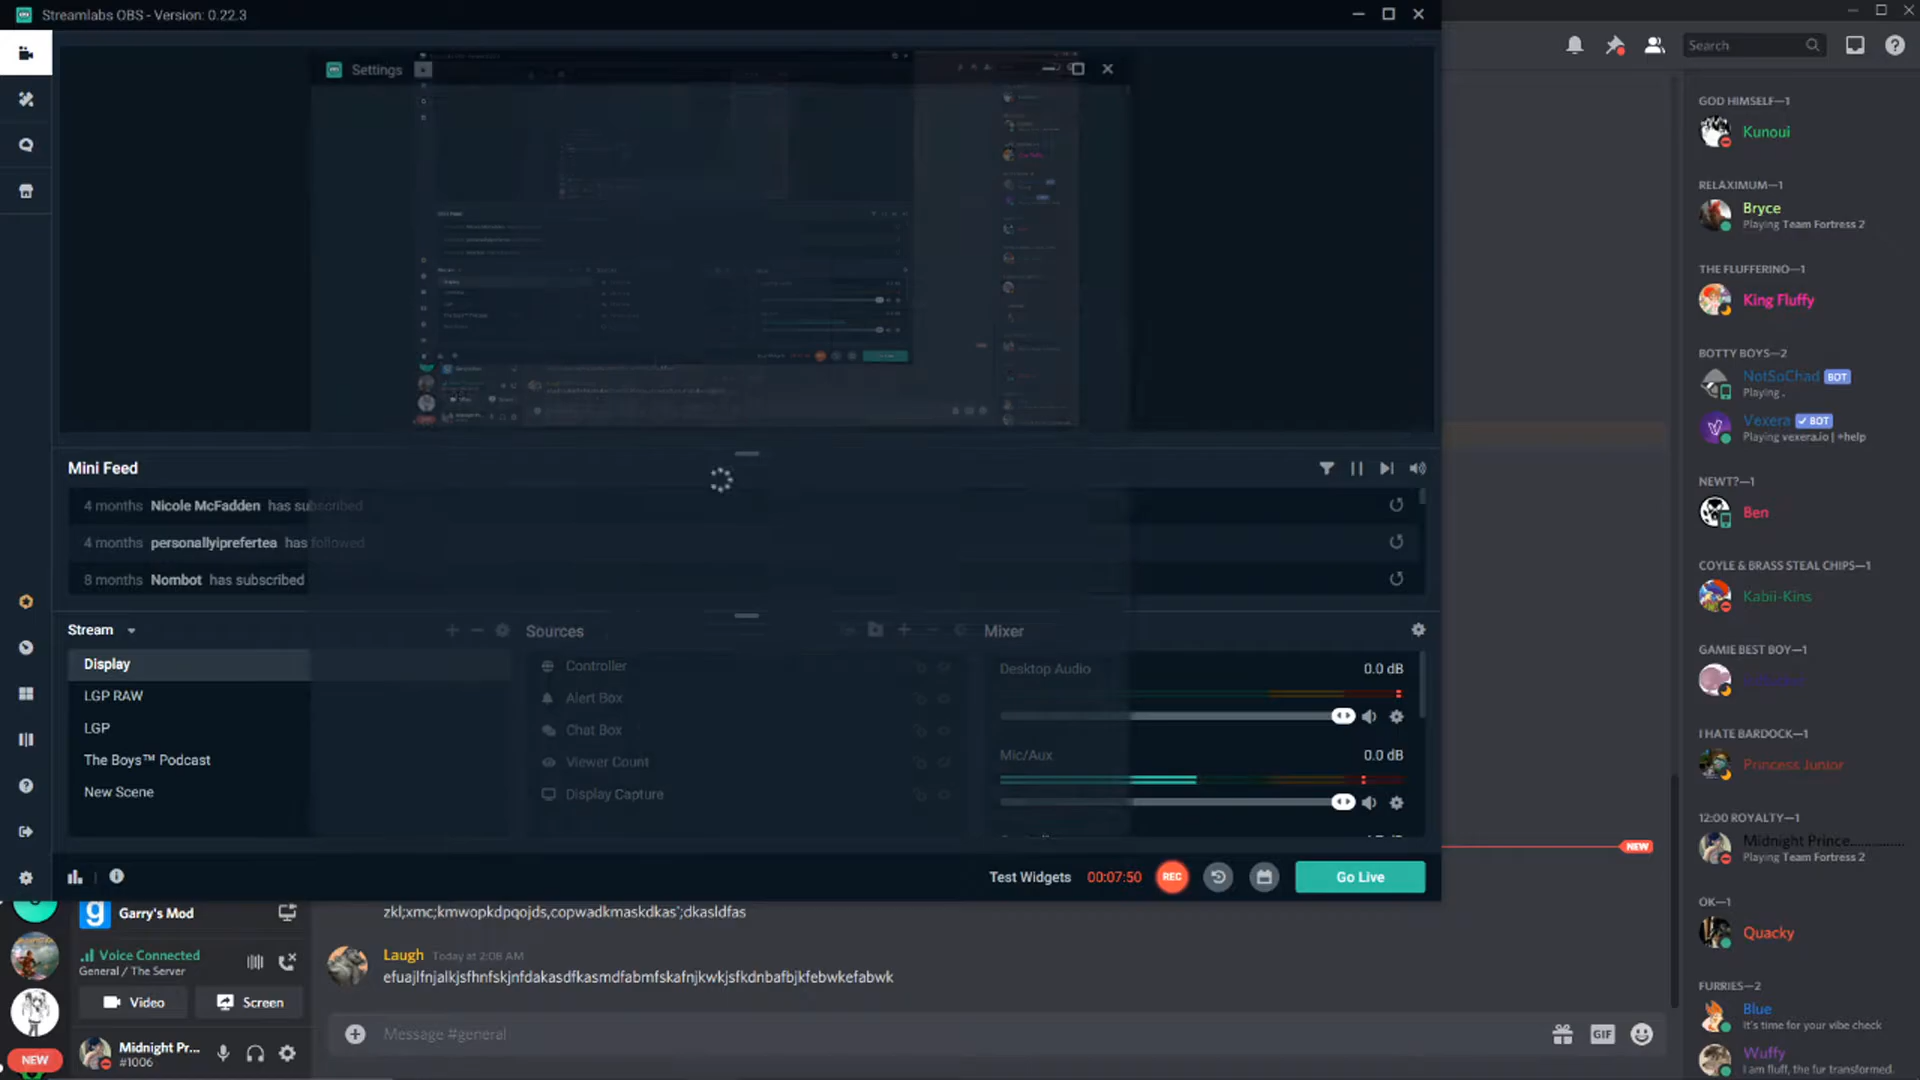 Streamlabs OBS - Version: 0.22.3
Settings
Mini Feed
4 months Nicole McFadden has subscribed
4 months personallyiprefertea has followed
8 months Nombot has subscribed
Stream
Display
LGP RAW
LGP
The Boys™ Podcast
New Scene
Sources
Controller
Alert Box
Chat Box
Viewer Count
Display Capture
Mixer
Desktop Audio 0.0 dB
Mic/Aux 0.0 dB
Test Widgets 00:07:50 REC Go Live
Garry's Mod
Voice Connected
General / The Server
Video Screen
Midnight Pr...
#1006
NEW
zkl;xmc;kmwopkdpqojds,copwadkmaskdkas';dkasldfas
Laugh Today at 2:08 AM
efuajlfnjalkjsfhnfskjnfdakasdfkasmdfabmfskafnjkwkjsfkdnbafbjkfebwkefabwk
Message #general
GIF
NEW
Search
GOD HIMSELF—1
Kunoui
RELAXIMUM—1
Bryce
Playing Team Fortress 2
THE FLUFFERINO—1
King Fluffy
BOTTY BOYS—2
NotSoChad BOT
Playing .
Vexera BOT
Playing vexera.io | +help
NEWT?—1
Ben
COYLE & BRASS STEAL CHIPS—1
Kabii-Kins
GAMIE BEST BOY—1
I HATE BARDOCK—1
Princess Junior
12:00 ROYALTY—1
Midnight Prince
Playing Team Fortress 2
OK—1
Quacky
FURRIES—2
Blue
It's time for your vibe check
Wuffy
I am fluff, the fur transformed.